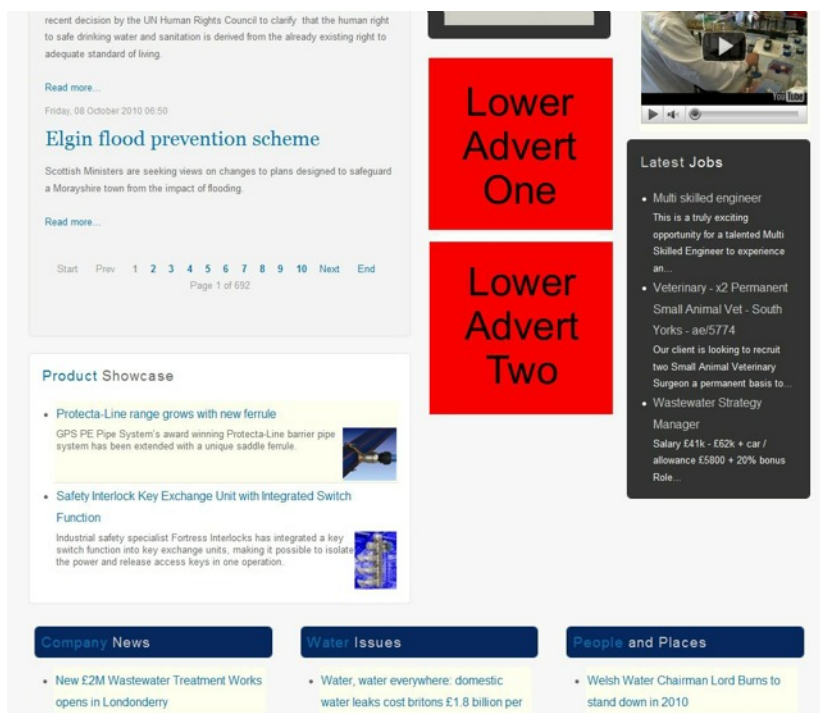 recent decision by the UN Human Rights Council to clarify that the human right
to safe drinking water and sanitation is derived from the already existing right to
adequate standard of living.
Read more...
Friday, 08 October 2010 06:50
Elgin flood prevention scheme
Scottish Ministers are seeking views on changes to plans designed to safeguard
a Morayshire town from the impact of flooding.
Read more...
Start Prev 1 2 3 4 5 6 7 8 9 10 Next End
Page 1 of 692
Product Showcase
Protecta-Line range grows with new ferrule
GPS PE Pipe System's award winning Protecta-Line barrier pipe
system has been extended with a unique saddle ferrule.
Safety Interlock Key Exchange Unit with Integrated Switch
Function
Industrial safety specialist Fortress Interlocks has integrated a key
switch function into key exchange units, making it possible to isolate
the power and release access keys in one operation.
Lower
Advert
One
Lower
Advert
Two
YouTube
Latest Jobs
Multi skilled engineer
This is a truly exciting
opportunity for a talented Multi
Skilled Engineer to experience
an...
Veterinary - x2 Permanent
Small Animal Vet - South
Yorks - ae/5774
Our client is looking to recruit
two Small Animal Veterinary
Surgeon a permanent basis to...
Wastewater Strategy
Manager
Salary £41k - £62k + car /
allowance £5800 + 20% bonus
Role...
Company News
New £2M Wastewater Treatment Works
opens in Londonderry
Water Issues
Water, water everywhere: domestic
water leaks cost britons £1.8 billion per
People and Places
Welsh Water Chairman Lord Burns to
stand down in 2010